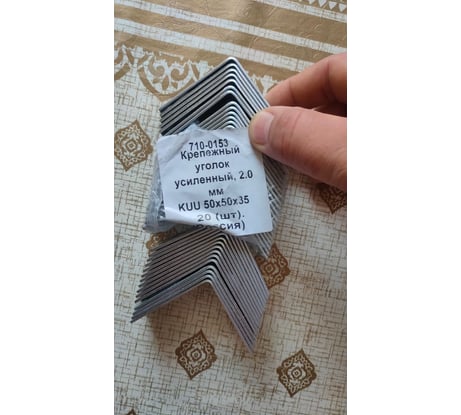 710-0153
Крепежный
уголок
усиленный, 2.0
мм
KUU 50x50x35
20 (шт).